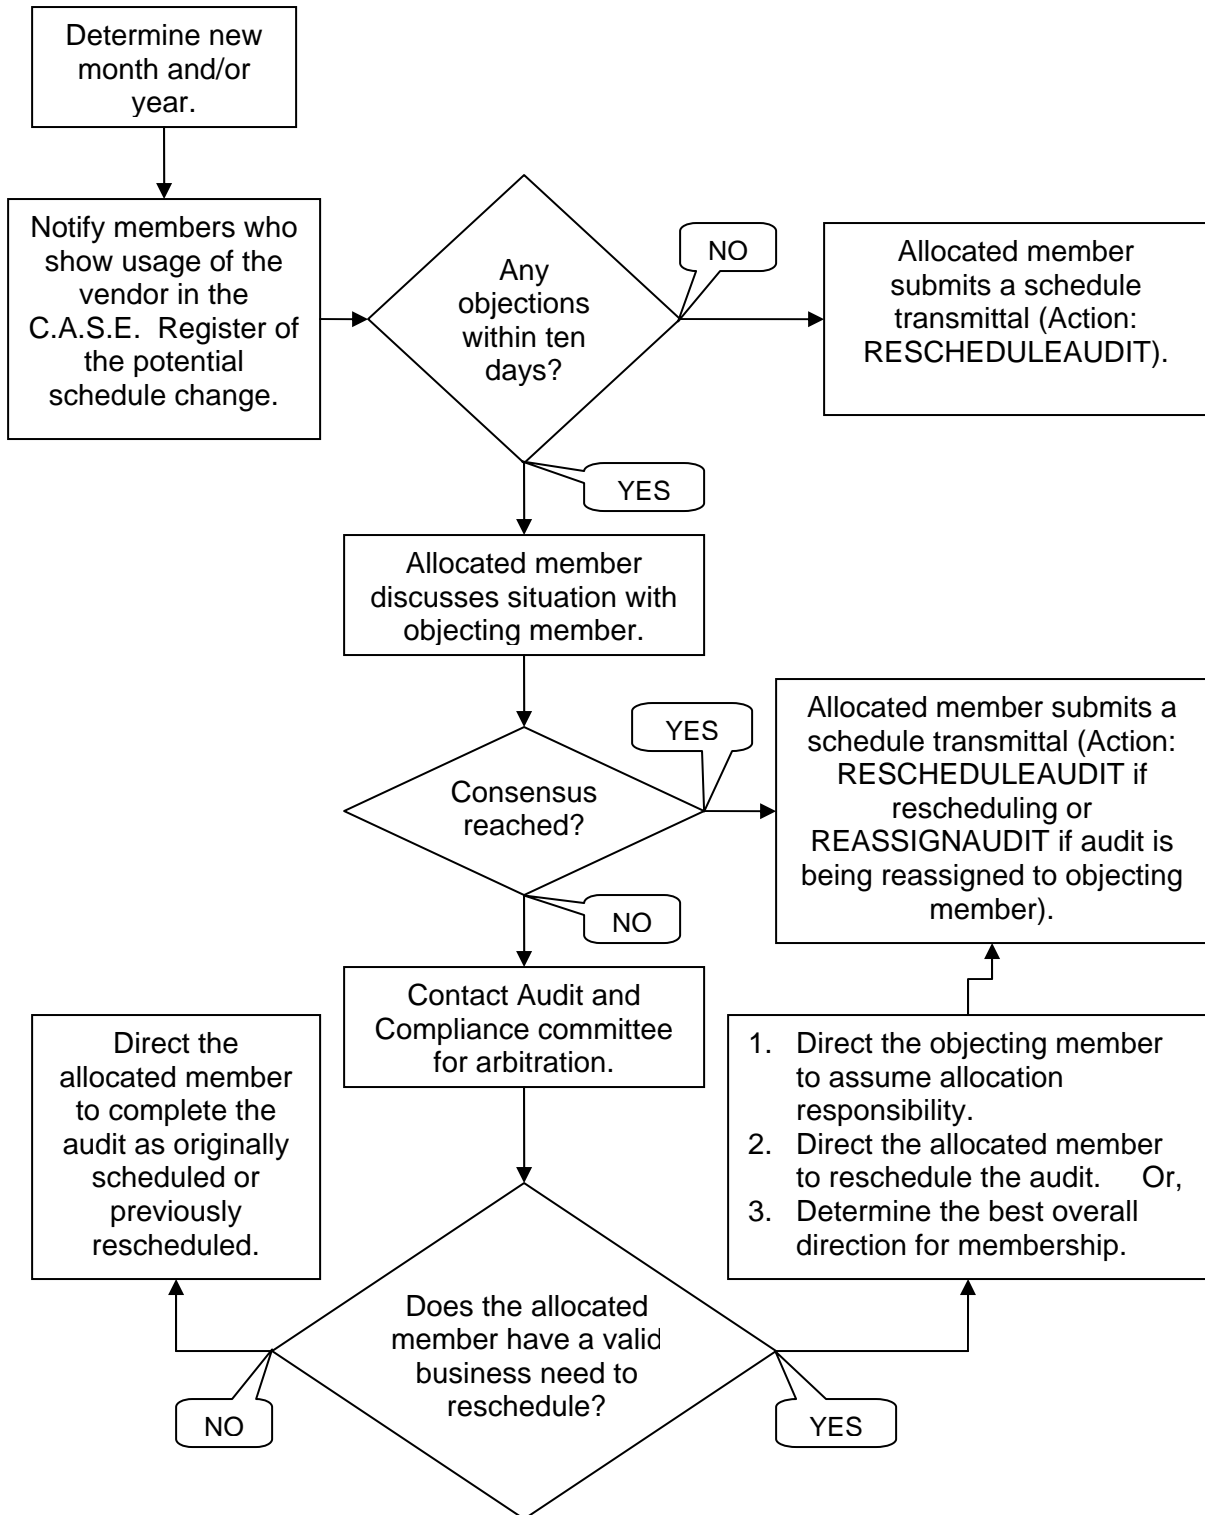 Determine new
month and/or
year.
Notify members who
show usage of the
vendor in the
C.A.S.E. Register of
the potential
schedule change.
Any
objections
within ten
days?
NO
Allocated member
submits a schedule
transmittal (Action:
RESCHEDULEAUDIT).
YES
Allocated member
discusses situation with
objecting member.
Consensus
reached?
YES
Allocated member submits a
schedule transmittal (Action:
RESCHEDULEAUDIT if
rescheduling or
REASSIGNAUDIT if audit is
being reassigned to objecting
member).
NO
Contact Audit and
Compliance committee
for arbitration.
Direct the
allocated member
to complete the
audit as originally
scheduled or
previously
rescheduled.
1. Direct the objecting member
to assume allocation
responsibility.
2. Direct the allocated member
to reschedule the audit. Or,
3. Determine the best overall
direction for membership.
Does the allocated
member have a valid
business need to
reschedule?
NO
YES